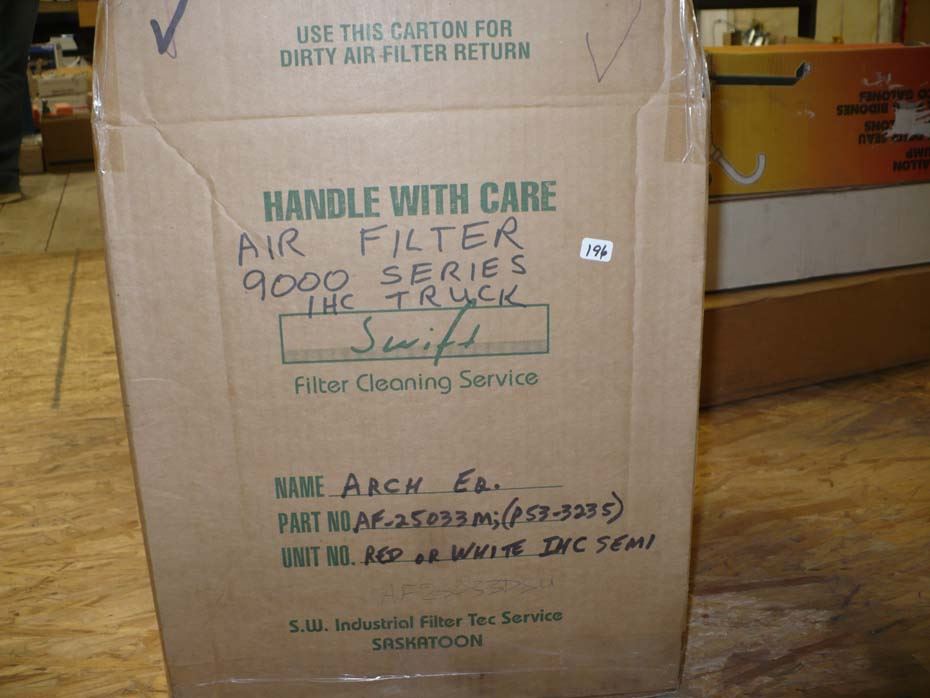 USE THIS CARTON FOR
DIRTY AIR FILTER RETURN
HANDLE WITH CARE
AIR FILTER
196
9000 SERIES
IHC TRUCK
Swift
Filter Cleaning Service
NAME ARCH EQ.
PART NO. AF-25033M; (P53-3235)
UNIT NO. RED OR WHITE IHC SEMI
S.W. Industrial Filter Tec Service
SASKATOON